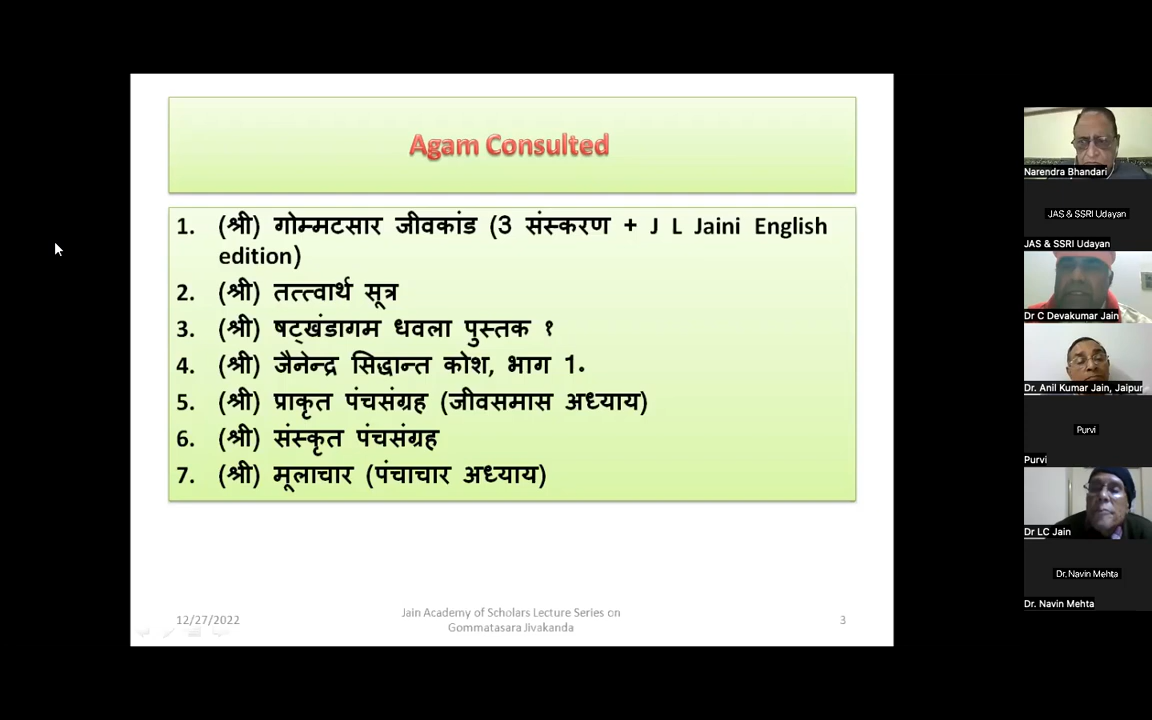 Agam Consulted
1. (श्री) गोम्मटसार जीवकांड (3 संस्करण + J L Jaini English
edition)
2. (श्री) तत्त्वार्थ सूत्र
3. (श्री) षट्खंडागम धवला पुस्तक १
4. (श्री) जैनेन्द्र सिद्धान्त कोश, भाग 1.
5. (श्री) प्राकृत पंचसंग्रह (जीवसमास अध्याय)
6. (श्री) संस्कृत पंचसंग्रह
7. (श्री) मूलाचार (पंचाचार अध्याय)
12/27/2022
Jain Academy of Scholars Lecture Series on
Gommatasara Jivakanda
3
Narendra Bhandari
JAS & SSRI Udayan
JAS & SSRI Udayan
Dr C Devakumar Jain
Dr. Anil Kumar Jain, Jaipur
Purvi
Purvi
Dr LC Jain
Dr. Navin Mehta
Dr. Navin Mehta